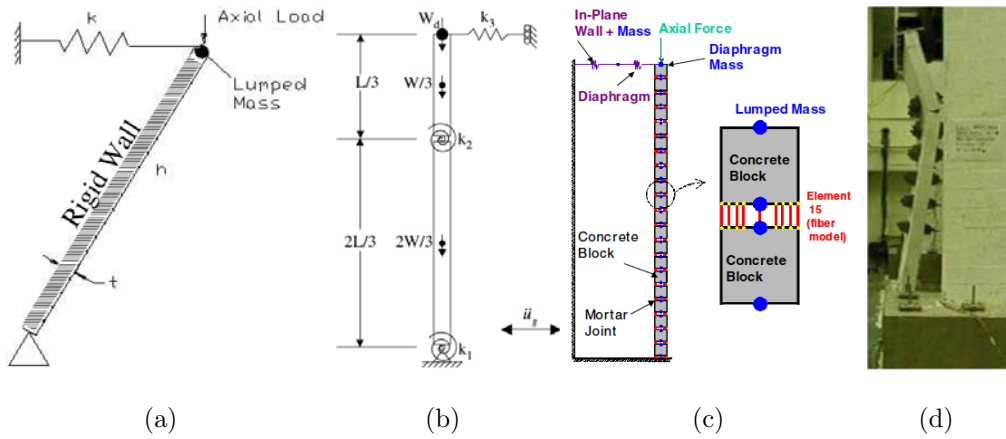 k
Axial Load
Lumped
Mass
Rigid Wall
h
t
(a)
W_d
k_3
L/3
W/3
k_2
2L/3
2W/3
k_1
ü_g
(b)
In-Plane
Wall + Mass
Axial Force
Diaphragm
Mass
Diaphragm
Concrete
Block
Mortar
Joint
Lumped Mass
Concrete
Block
Element
15
(fiber
model)
Concrete
Block
(c)
(d)